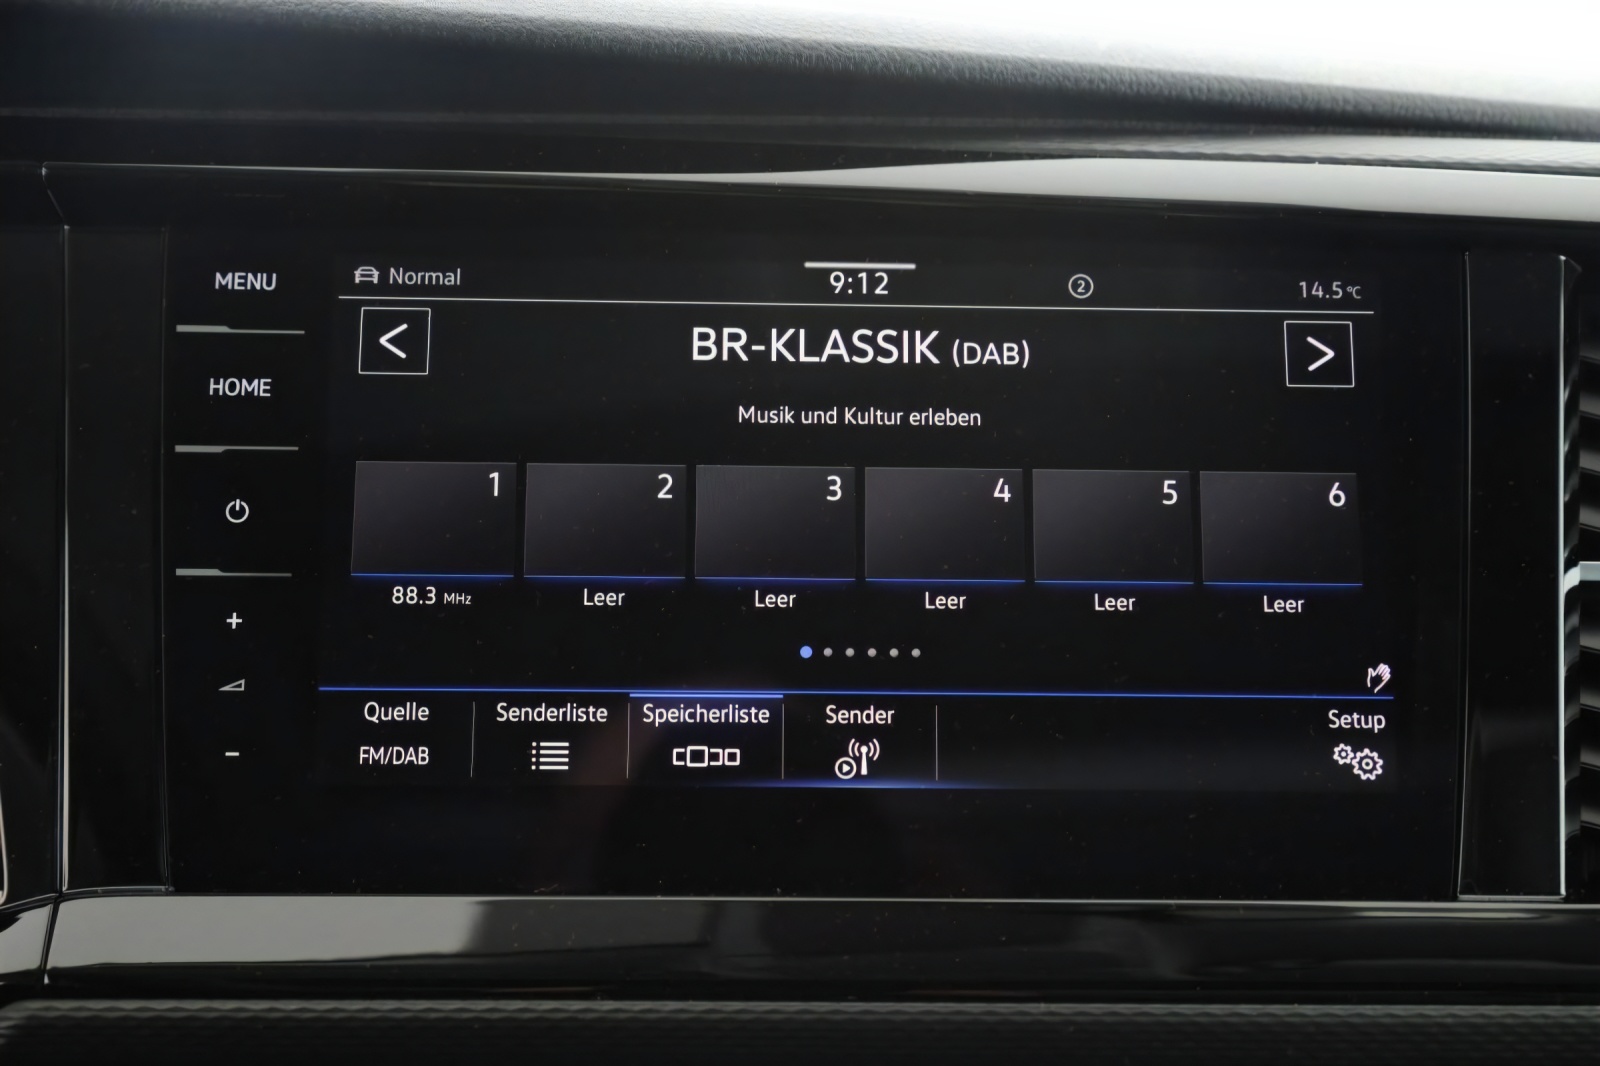 MENU
HOME
+
-
Normal
9:12
2
14.5 °C
<
BR-KLASSIK (DAB)
>
Musik und Kultur erleben
1 2 3 4 5 6
88.3 MHz Leer Leer Leer Leer Leer
Quelle Senderliste Speicherliste Sender Setup
FM/DAB